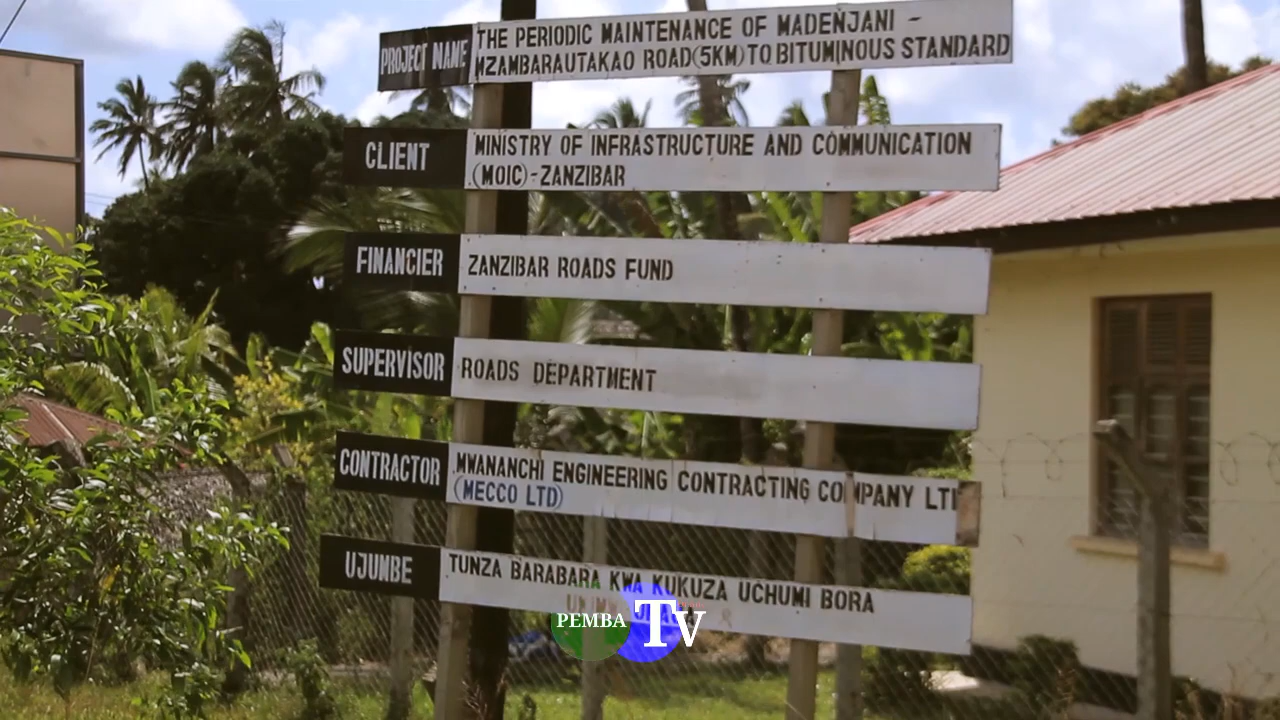 PROJECT NAME
THE PERIODIC MAINTENANCE OF MADENJANI -
MZAMBARAUTAKAO ROAD(5KM) TO BITUMINOUS STANDARD
CLIENT
MINISTRY OF INFRASTRUCTURE AND COMMUNICATION
(MOIC)-ZANZIBAR
FINANCIER
ZANZIBAR ROADS FUND
SUPERVISOR
ROADS DEPARTMENT
CONTRACTOR
MWANANCHI ENGINEERING CONTRACTING COMPANY LT
(MECCO LTD)
UJUMBE
TUNZA BARABARA KWA KUKUZA UCHUMI BORA
PEMBA TV